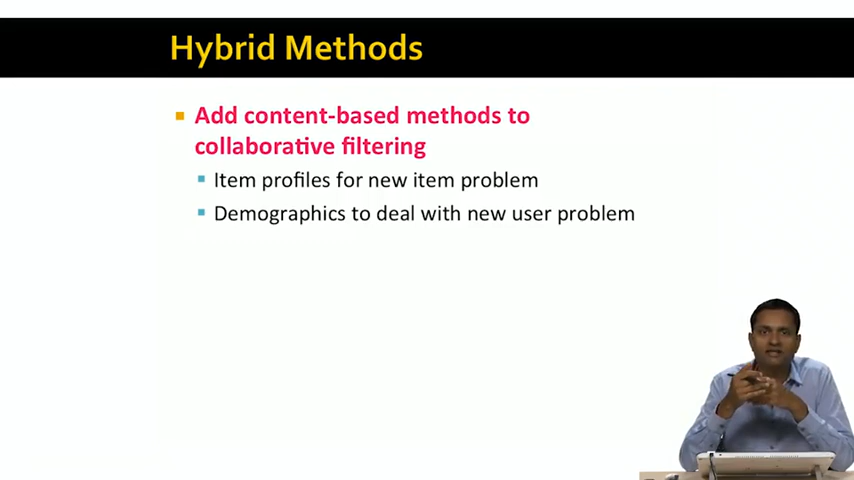 Hybrid Methods
Add content-based methods to
collaborative filtering
Item profiles for new item problem
Demographics to deal with new user problem